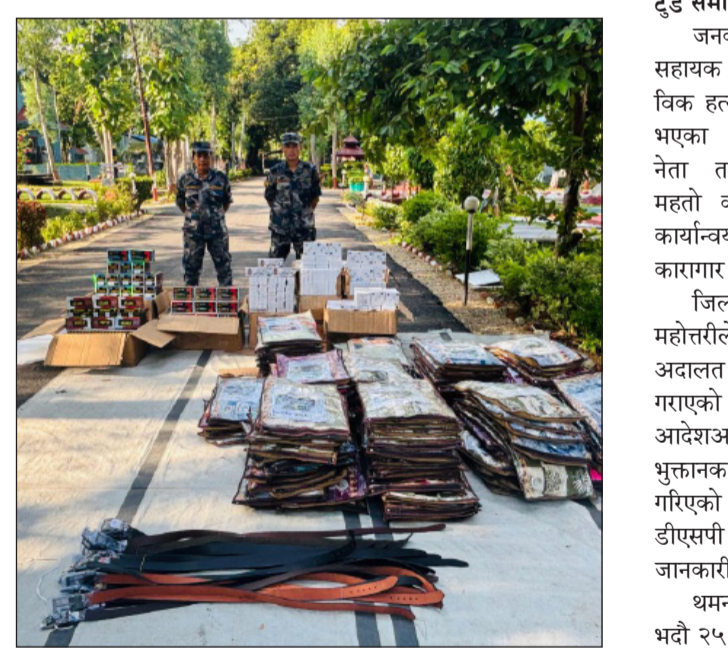 टुडे समा
जनक
सहायक
विक हत
भएका
नेता त
महतो व
कार्यान्वय
कारागार
जिल
महोत्तरीले
अदालत
गराएको
आदेशअ
भुक्तानक
गरिएको
डीएसपी
जानकारी
थमन
भदौ २५